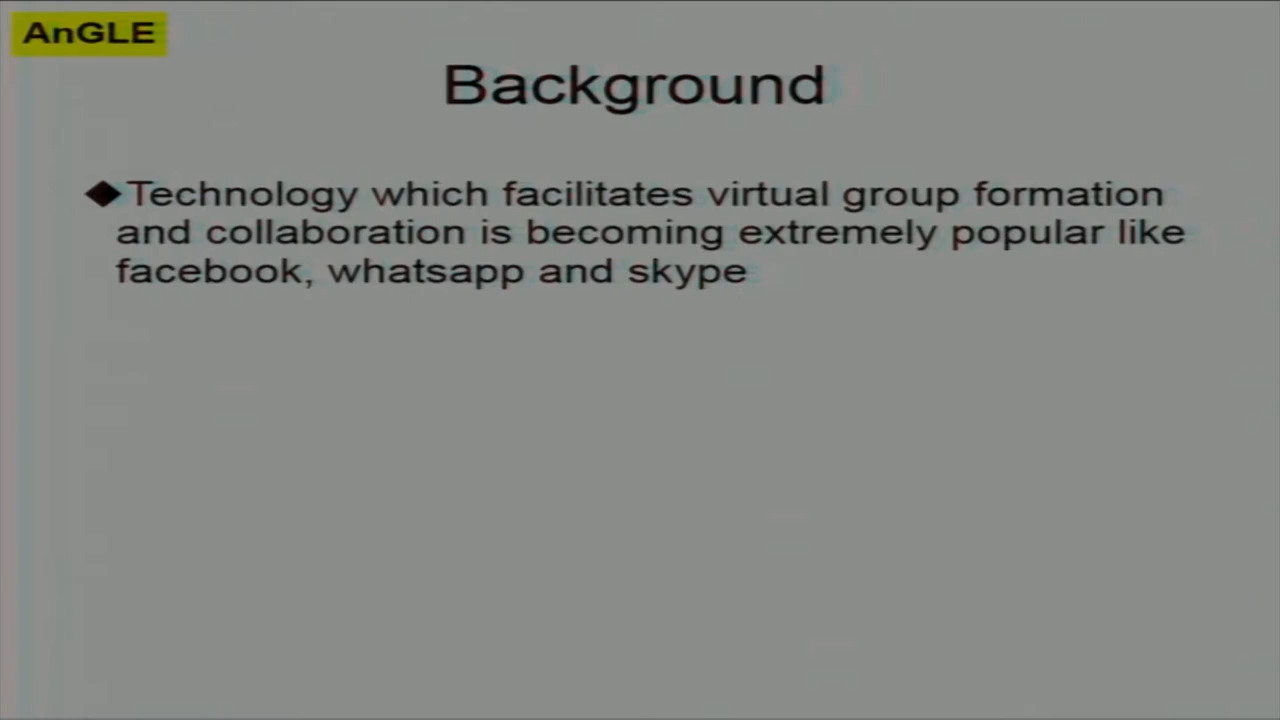 AnGLE
Background
◆Technology which facilitates virtual group formation
and collaboration is becoming extremely popular like
facebook, whatsapp and skype